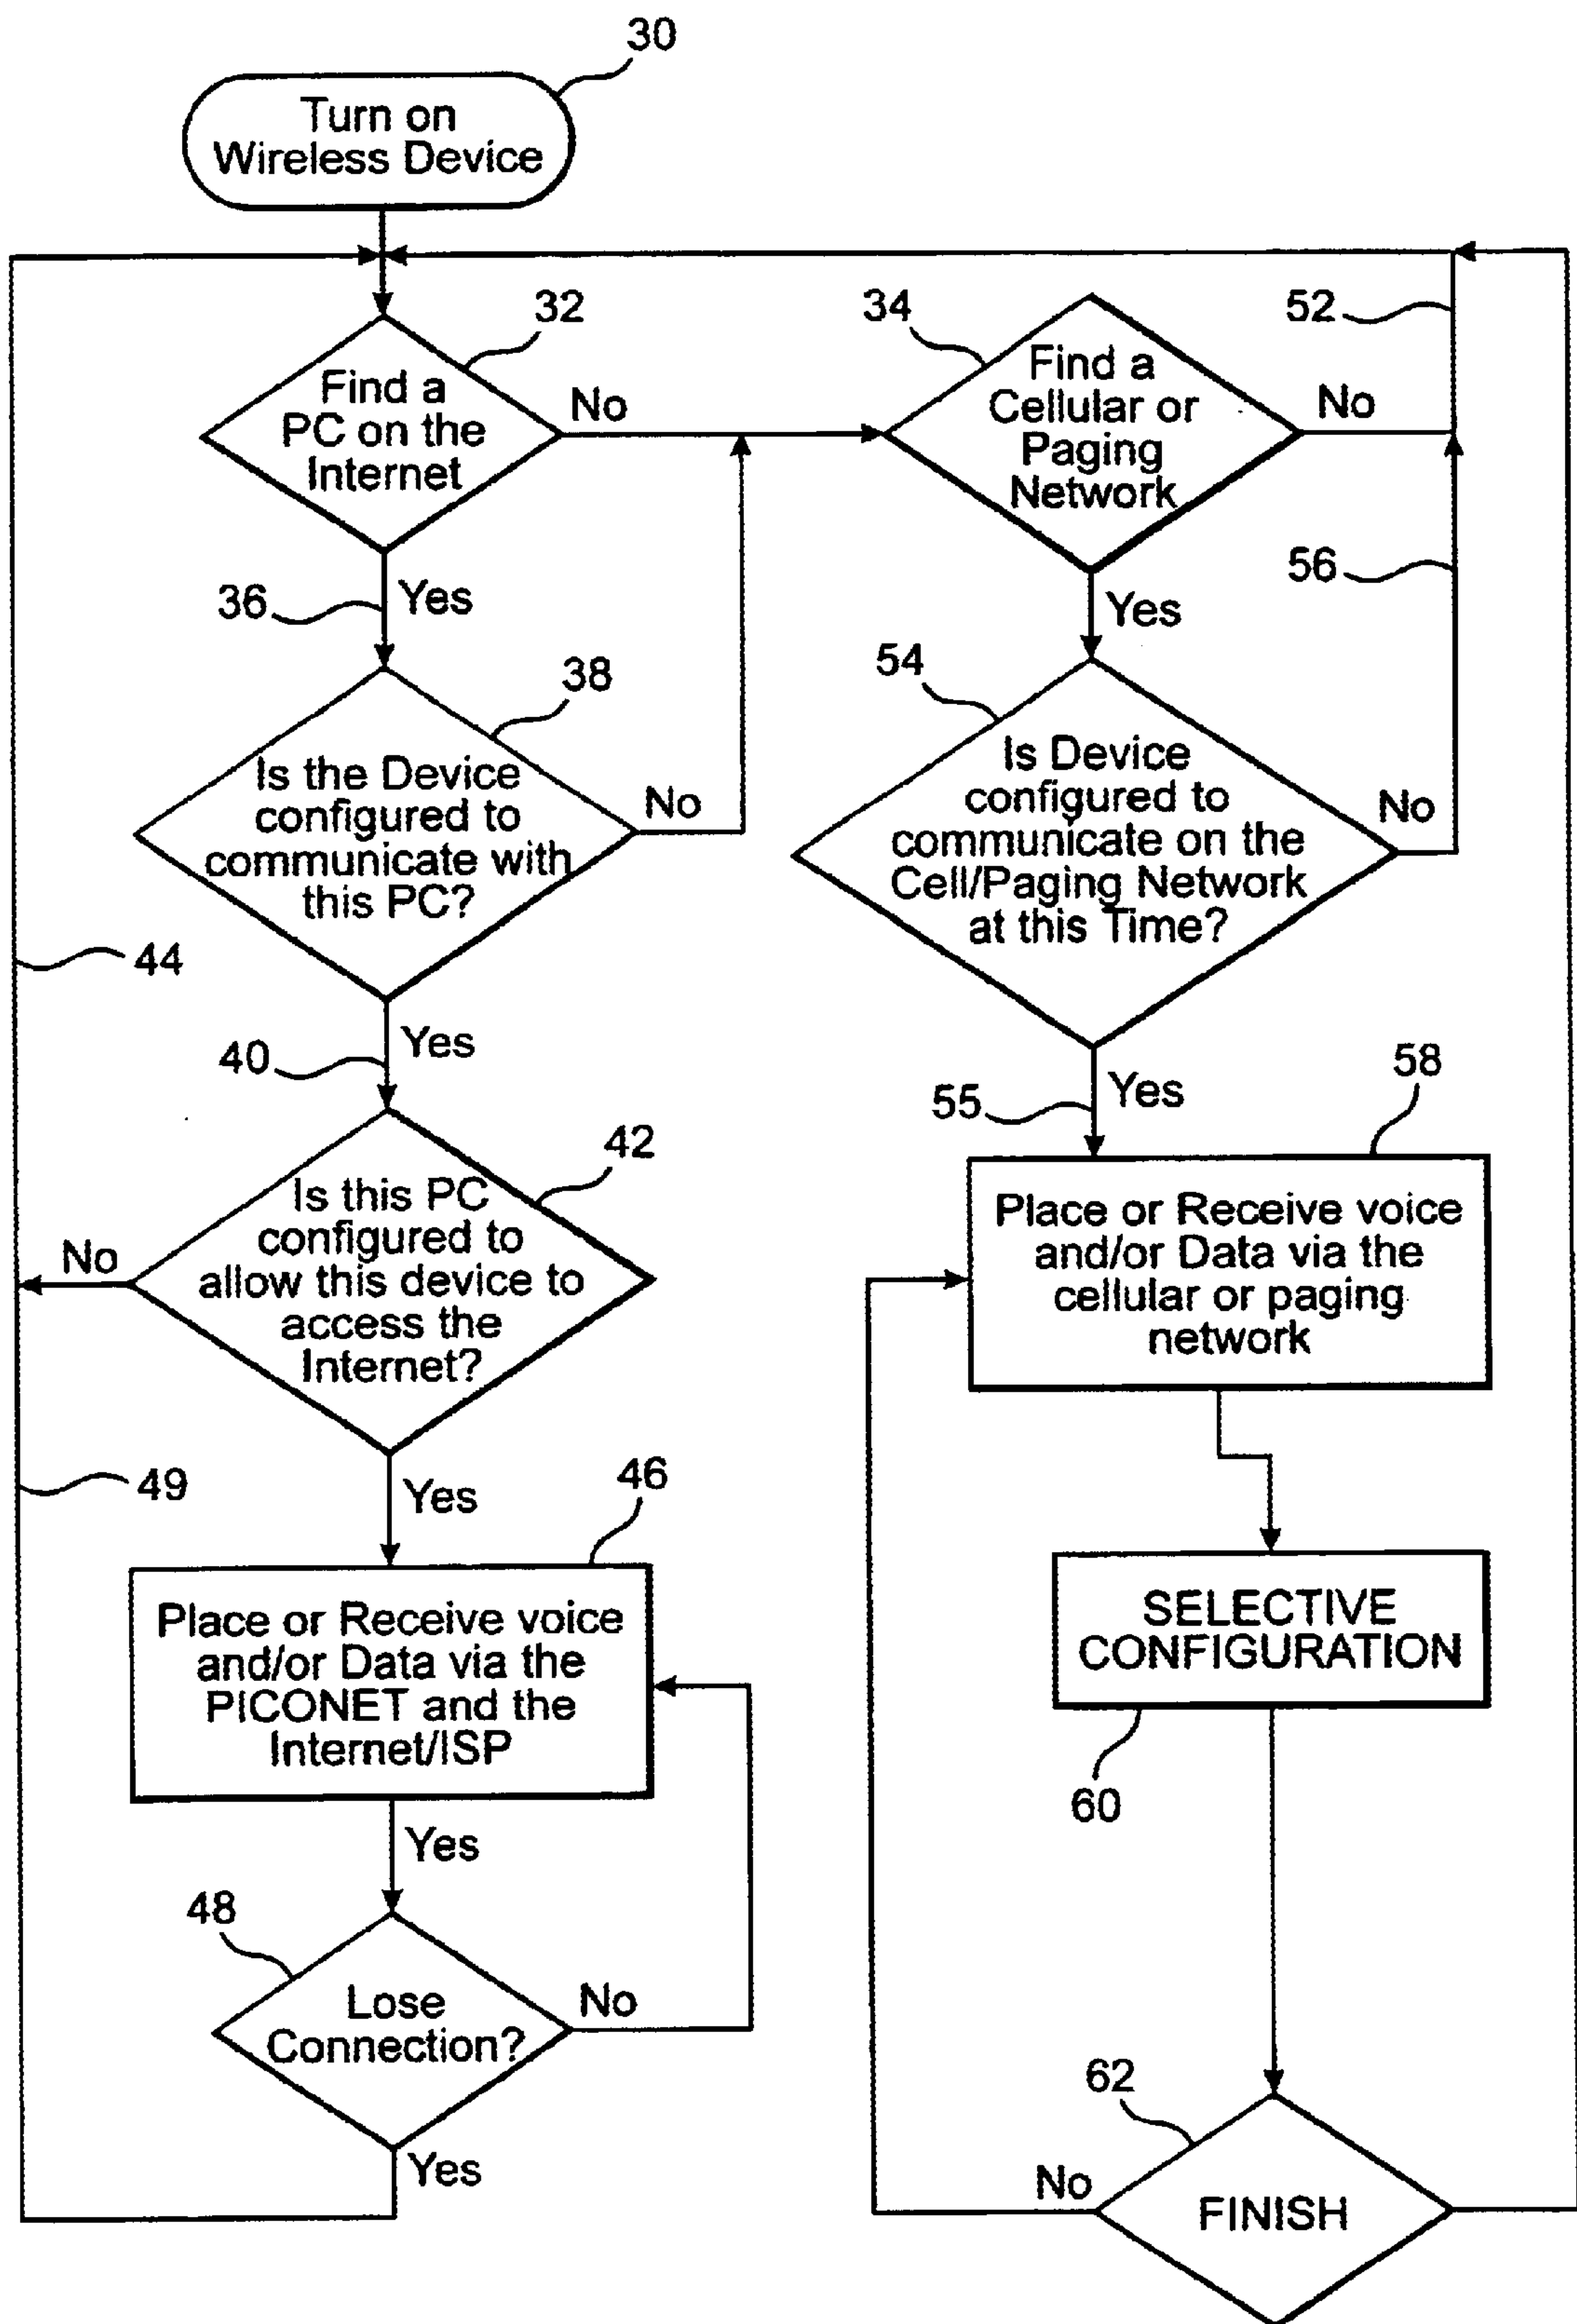 30
Turn on
Wireless Device
32
Find a
PC on the
Internet
No
34
Find a
Cellular or
Paging
Network
No
52
36
Yes
Yes
56
38
Is the Device
configured to
communicate with
this PC?
No
54
Is Device
configured to
communicate on the
Cell/Paging Network
at this Time?
No
44
40
Yes
55
Yes
42
Is this PC
configured to
allow this device to
access the
Internet?
No
58
Place or Receive voice
and/or Data via the
cellular or paging
network
49
Yes
46
Place or Receive voice
and/or Data via the
PICONET and the
Internet/ISP
SELECTIVE
CONFIGURATION
60
Yes
48
Lose
Connection?
No
Yes
62
No
FINISH